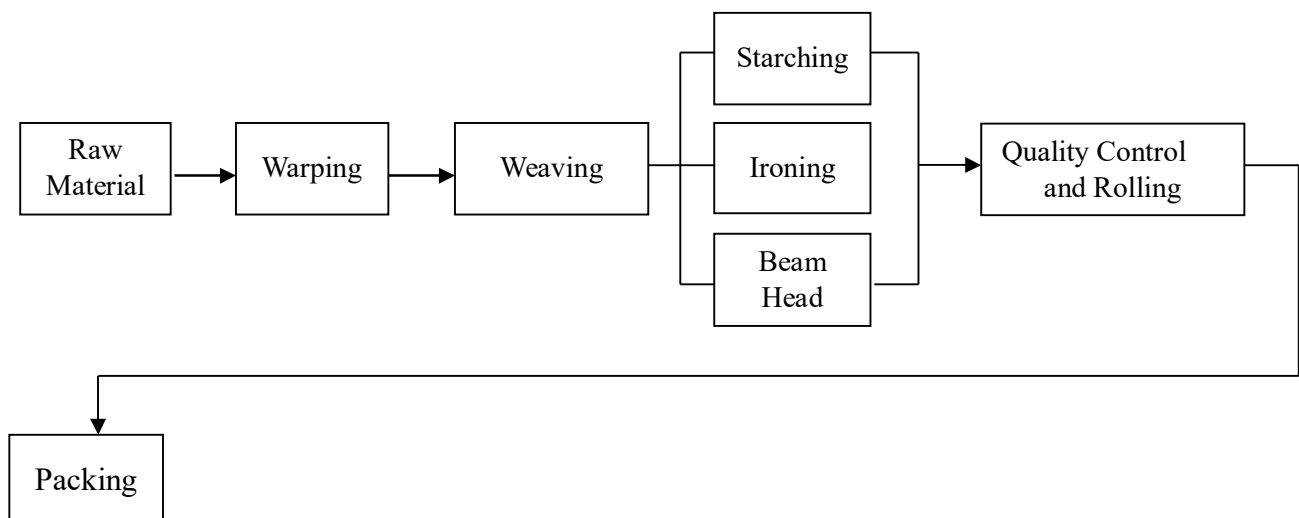 Raw
Material
Warping
Weaving
Starching
Ironing
Beam
Head
Quality Control
and Rolling
Packing